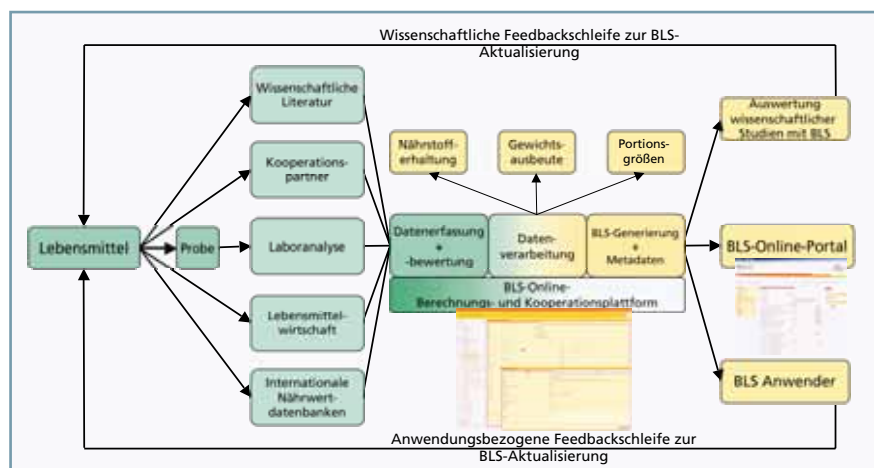 Wissenschaftliche Feedbackschleife zur BLS-
Aktualisierung
Wissenschaftliche
Literatur
Auswertung
wissenschaftlicher
Studien mit BLS
Nährstoff-
erhaltung
Gewichts-
ausbeute
Portions-
größen
Kooperations-
partner
Lebensmittel
Probe
Laboranalyse
Datenerfassung
+
-bewertung
Daten-
verarbeitung
BLS-Generierung
+
Metadaten
BLS-Online-Portal
BLS-Online-
Berechnungs- und Kooperationsplattform
Lebensmittel-
wirtschaft
Internationale
Nährwert-
datenbanken
BLS Anwender
Anwendungsbezogene Feedbackschleife zur
BLS-Aktualisierung